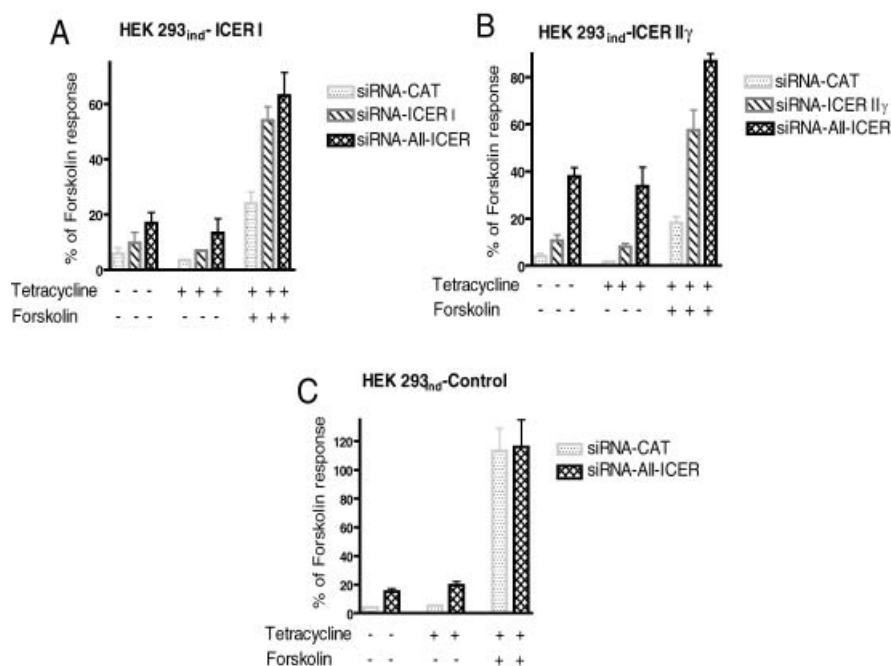 A
HEK 293ind- ICER I
% of Forskolin response
60
40
20
0
siRNA-CAT
siRNA-ICER I
siRNA-All-ICER
Tetracycline - - - + + + + + +
Forskolin - - - - - - + + +
B
HEK 293ind-ICER IIγ
% of Forskolin response
80
60
40
20
0
siRNA-CAT
siRNA-ICER IIγ
siRNA-All-ICER
Tetracycline - - - + + + + + +
Forskolin - - - - - - + + +
C
HEK 293ind-Control
% of Forskolin response
120
100
80
60
40
20
0
siRNA-CAT
siRNA-All-ICER
Tetracycline - - + + + +
Forskolin - - - - + +